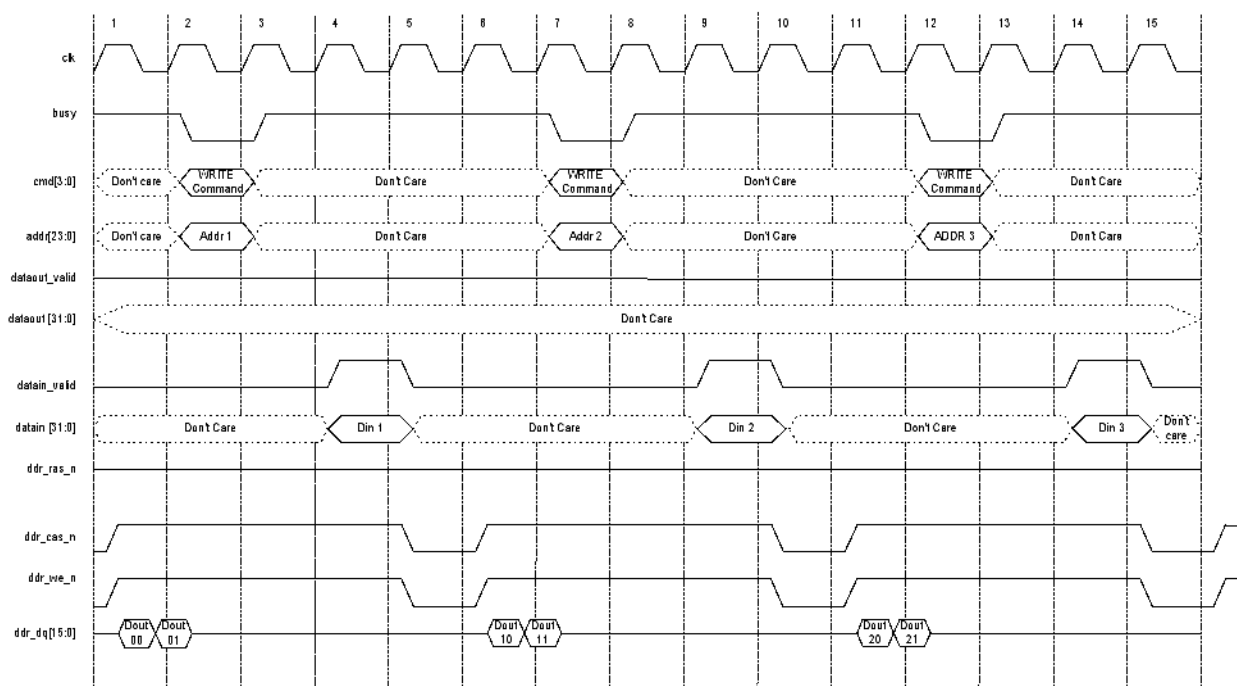 1 2 3 4 5 6 7 8 9 10 11 12 13 14 15
clk
busy
cmd[3:0] Don't care WRITE Command Don't Care WRITE Command Don't Care WRITE Command Don't Care
addr[23:0] Don't care Addr 1 Don't Care Addr 2 Don't Care ADDR 3 Don't Care
dataout_valid
dataout [31:0] Don't Care
datain_valid
datain [31:0] Don't Care Din 1 Don't Care Din 2 Don't Care Din 3 Don't care
ddr_ras_n
ddr_cas_n
ddr_we_n
ddr_dq[15:0] Dout 00 Dout 01 Dout 10 Dout 11 Dout 20 Dout 21